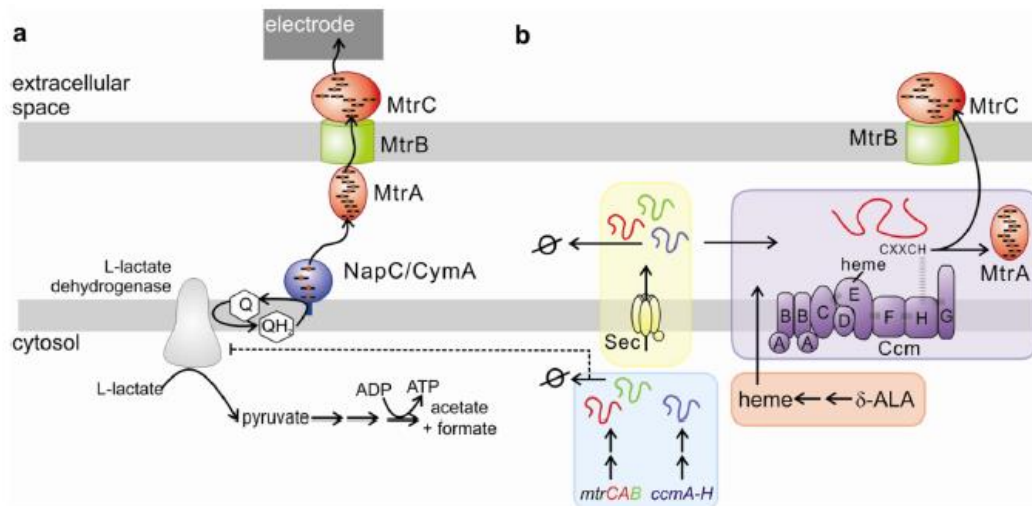 a
electrode
extracellular
space
MtrC
MtrB
MtrA
NapC/CymA
L-lactate
dehydrogenase
Q
QH2
cytosol
L-lactate
pyruvate
ADP
ATP
acetate
+ formate
b
MtrC
MtrB
CXXCH
MtrA
heme
B
B
C
E
D
F
H
G
A
A
Ccm
Sec
heme
δ-ALA
mtrCAB
ccmA-H